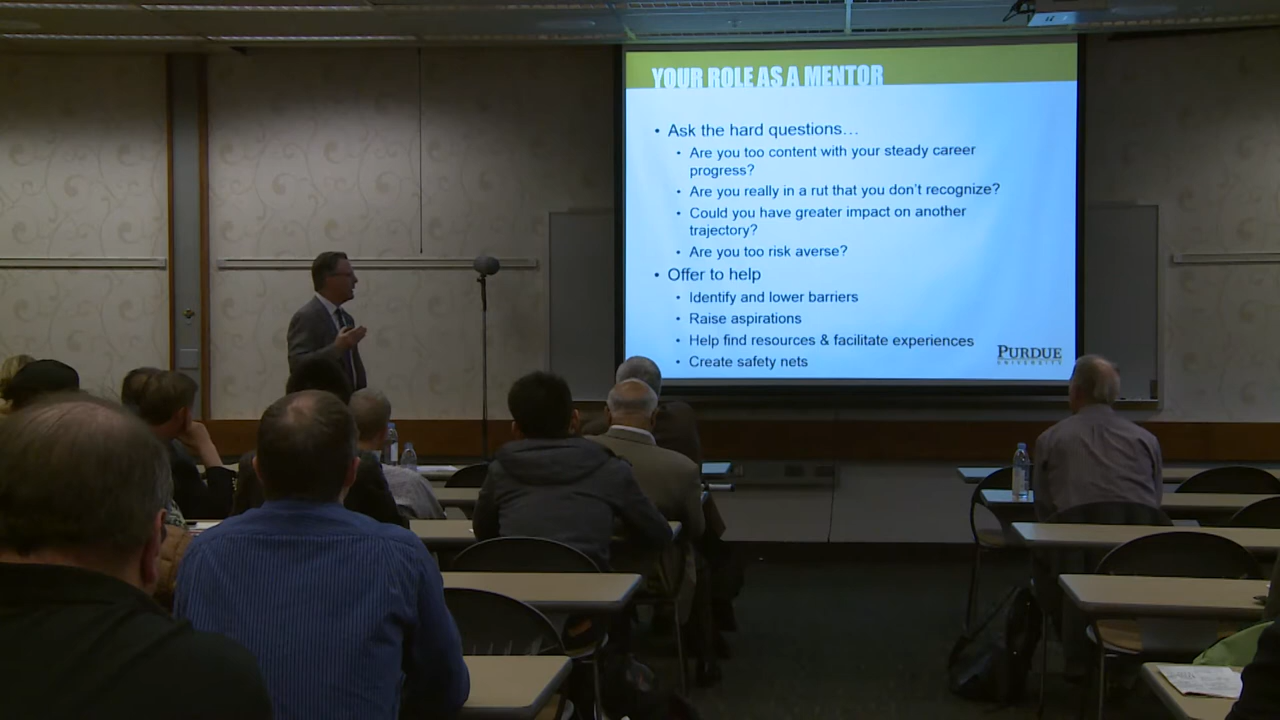 YOUR ROLE AS A MENTOR
• Ask the hard questions…
• Are you too content with your steady career
progress?
• Are you really in a rut that you don't recognize?
• Could you have greater impact on another
trajectory?
• Are you too risk averse?
• Offer to help
• Identify and lower barriers
• Raise aspirations
• Help find resources & facilitate experiences
• Create safety nets
PURDUE
UNIVERSITY